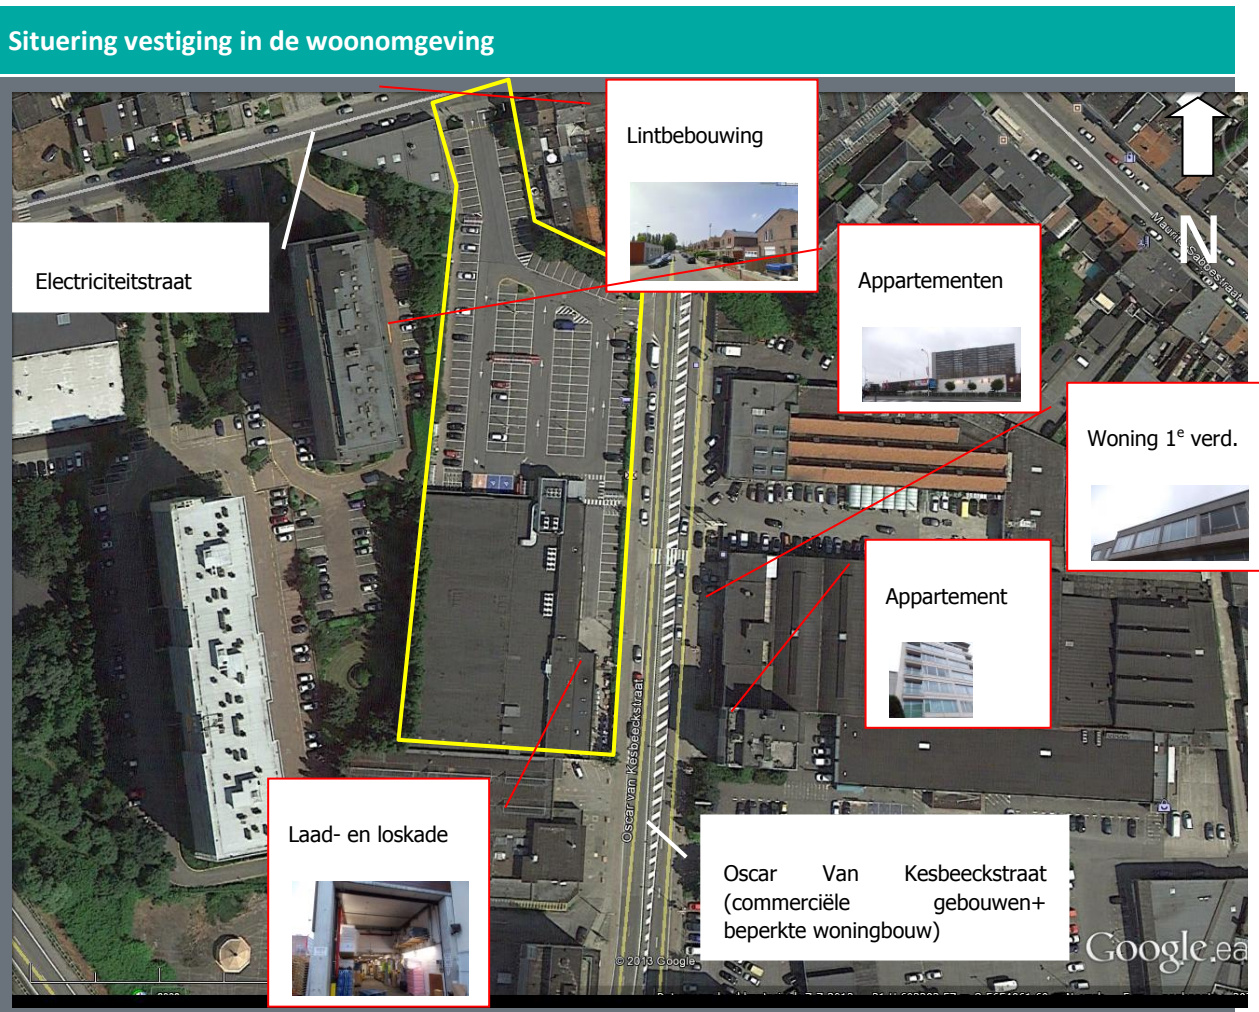 Situering vestiging in de woonomgeving
Lintbebouwing
N
Electriciteitstraat
Appartementen
Woning 1e verd.
Appartement
Oscar van Kesbeeckstraat
Laad- en loskade
Oscar Van Kesbeeckstraat
(commerciële gebouwen+
beperkte woningbouw)
© 2013 Google
Google ea